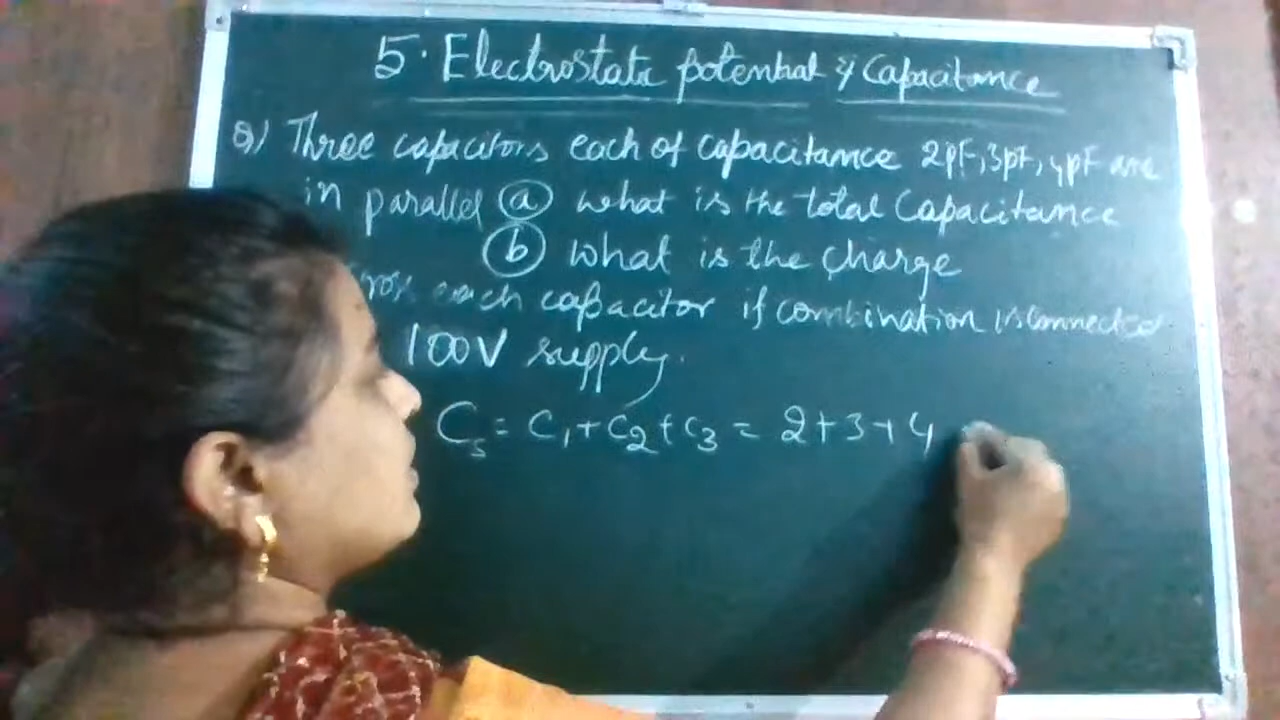 5. Electrostatic potential & Capacitance
Q) Three capacitors each of capacitance 2pF, 3pF, 4pF are
in parallel (a) what is the total Capacitance
(b) What is the charge
each capacitor if combination is connected
100V supply.
Cs = C1 + C2 + C3 = 2 + 3 + 4